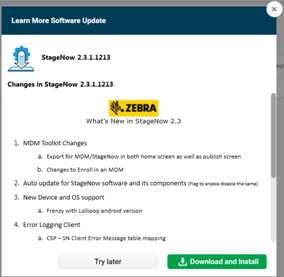 Learn More Software Update
StageNow 2.3.1.1213
Changes in StageNow 2.3.1.1213
ZEBRA
What's New in StageNow 2.3
1. MDM Toolkit Changes
a. Export for MDM/StageNow in both home screen as well as publish screen
b. Changes to Enroll in an MDM
2. Auto update for StageNow software and its components (Flag to enable disable the same)
3. New Device and OS support
a. Frenzy with Lollipop android version
4. Error Logging Client
a. CSP – SN Client Error Message table mapping
Try later
Download and Install